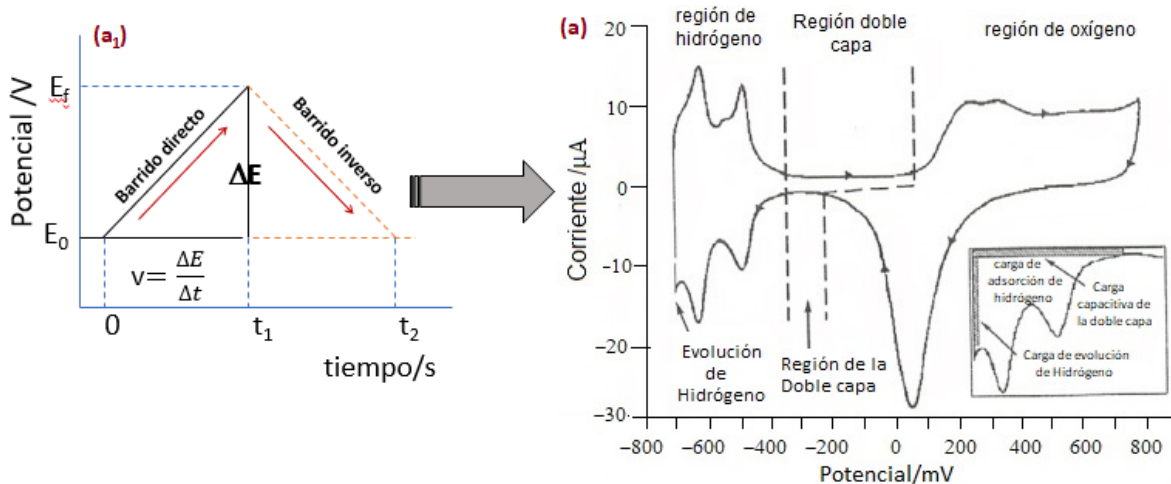 (a₁)
Potencial /V
E_f
E₀
Barrido directo
Barrido inverso
ΔE
v= ΔE/Δt
0
t₁
t₂
tiempo/s
(a)
región de
hidrógeno
Región doble
capa
región de oxígeno
Corriente /µA
20
10
0
−10
−20
−30
Evolución
de
Hidrógeno
Región de la
Doble capa
carga de
adsorción de
hidrógeno
Carga
capacitiva de
la doble capa
Carga de evolución
de Hidrógeno
−800
−600
−400
−200
0
200
400
600
800
Potencial/mV